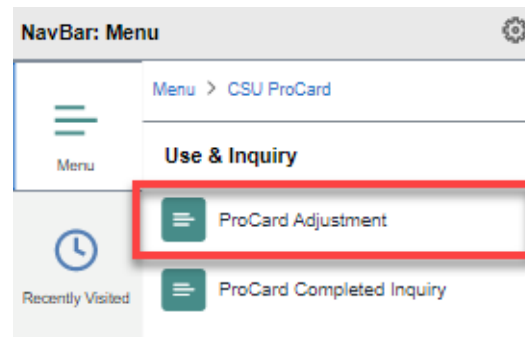 NavBar: Menu
Menu > CSU ProCard
Menu
Use & Inquiry
ProCard Adjustment
Recently Visited
ProCard Completed Inquiry